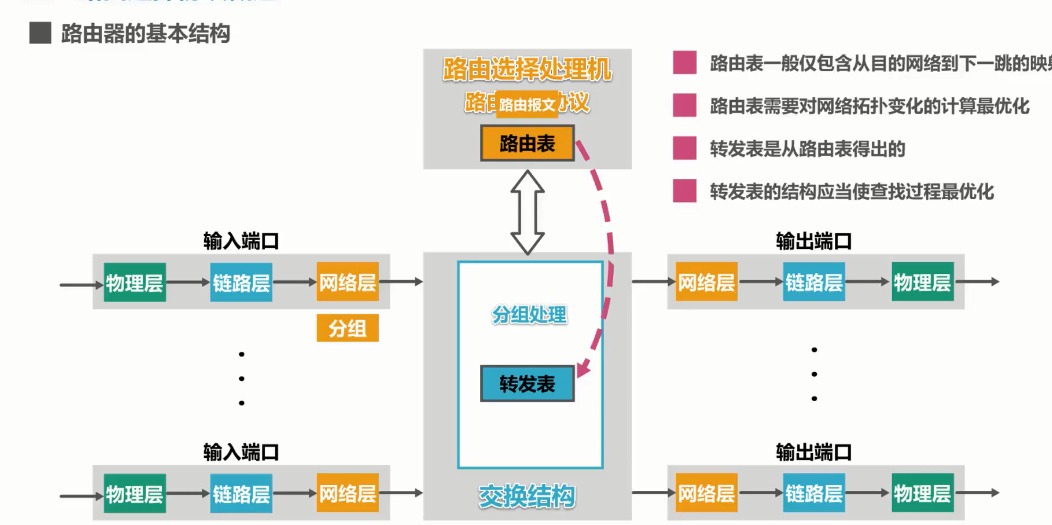 路由器的基本结构
路由选择处理机
路由
路由报文
协议
路由表
路由表一般仅包含从目的网络到下一跳的映
路由表需要对网络拓扑变化的计算最优化
转发表是从路由表得出的
转发表的结构应当使查找过程最优化
输入端口
物理层 链路层 网络层
分组
分组处理
转发表
交换结构
输出端口
网络层 链路层 物理层
输入端口
物理层 链路层 网络层
输出端口
网络层 链路层 物理层